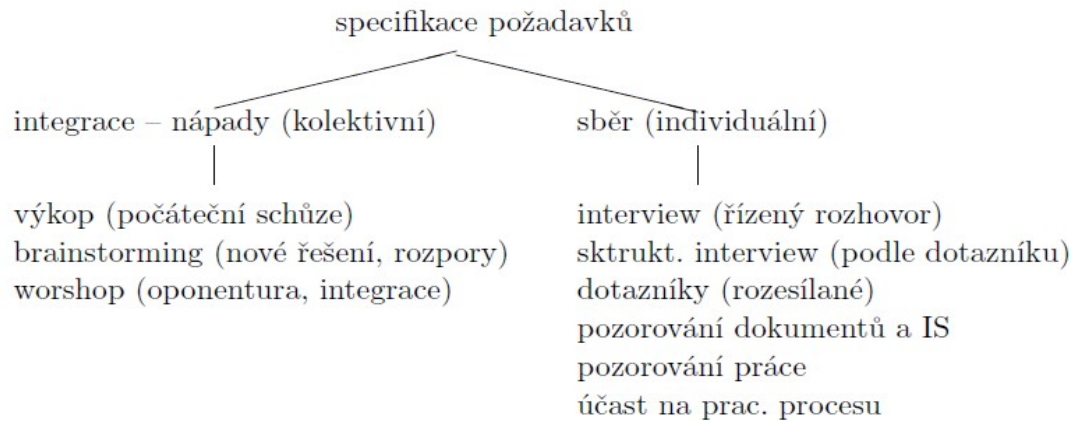 specifikace požadavků
integrace – nápady (kolektivní)
sběr (individuální)
výkop (počáteční schůze)
brainstorming (nové řešení, rozpory)
worshop (oponentura, integrace)
interview (řízený rozhovor)
sktrukt. interview (podle dotazníku)
dotazníky (rozesílané)
pozorování dokumentů a IS
pozorování práce
účast na prac. procesu